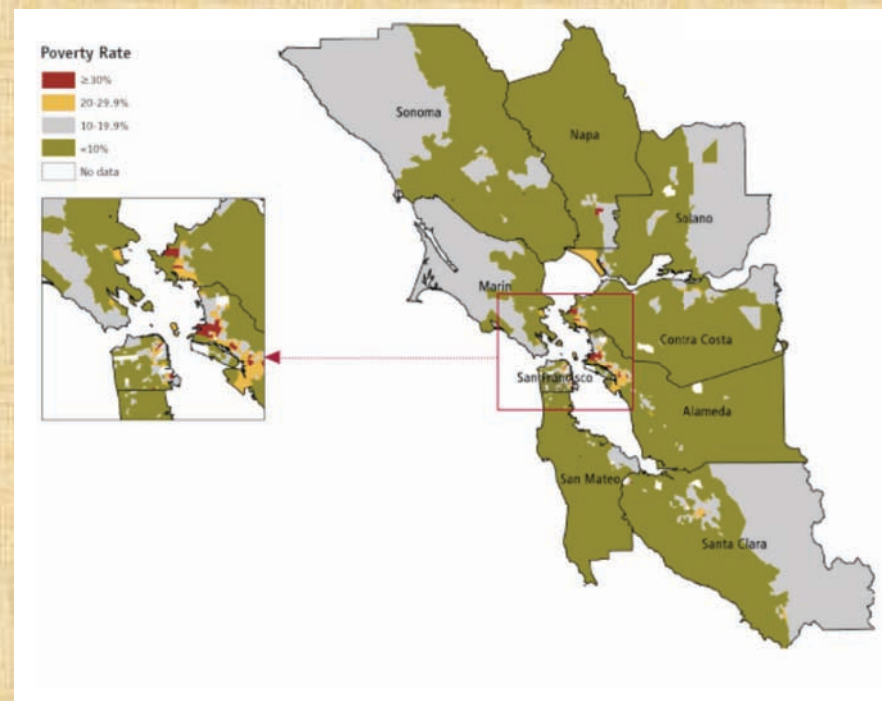 Poverty Rate
≥30%
20-29.9%
10-19.9%
<10%
No data
Sonoma
Napa
Solano
Marin
Contra Costa
San Francisco
Alameda
San Mateo
Santa Clara